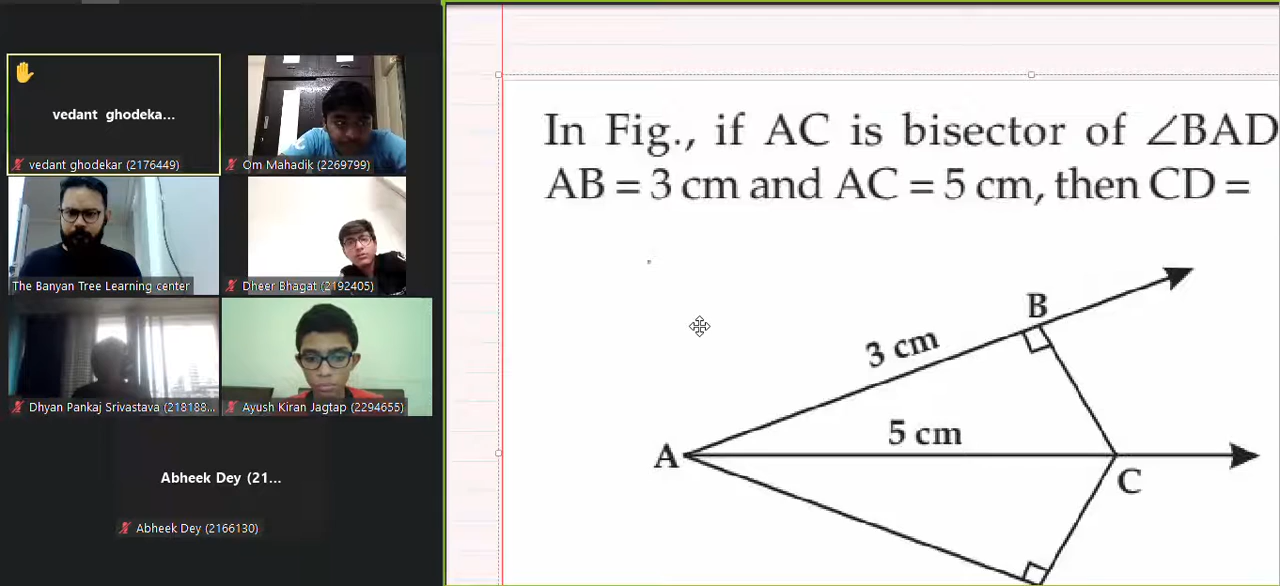 vedant ghodeka...
vedant ghodekar (2176449)
Om Mahadik (2269799)
The Banyan Tree Learning center
Dheer Bhagat (2192405)
Dhyan Pankaj Srivastava (218188...
Ayush Kiran Jagtap (2294655)
Abheek Dey (21...
Abheek Dey (2166130)
In Fig., if AC is bisector of ∠BAD
AB = 3 cm and AC = 5 cm, then CD =
B
3 cm
5 cm
A
C